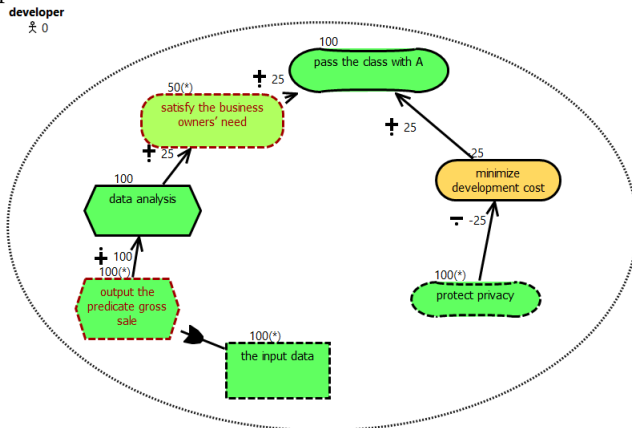 developer
0
100
pass the class with A
25
50(*)
satisfy the business
owners' need
25
25
25
minimize
development cost
100
data analysis
-25
100
100(*)
output the
predicate gross
sale
100(*)
protect privacy
100(*)
the input data